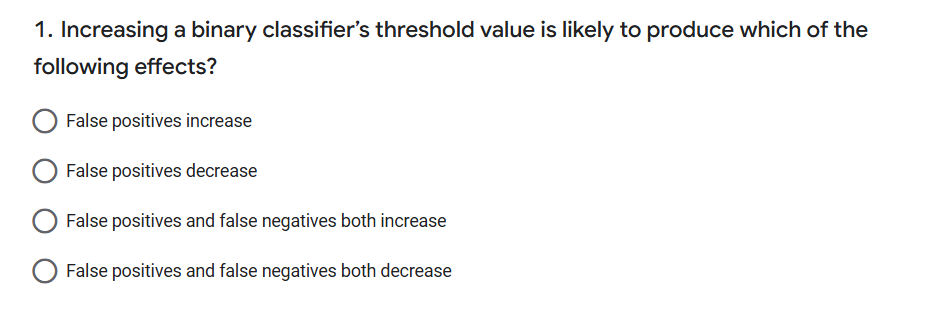 1. Increasing a binary classifier’s threshold value is likely to produce which of the
following effects?
False positives increase
False positives decrease
False positives and false negatives both increase
False positives and false negatives both decrease